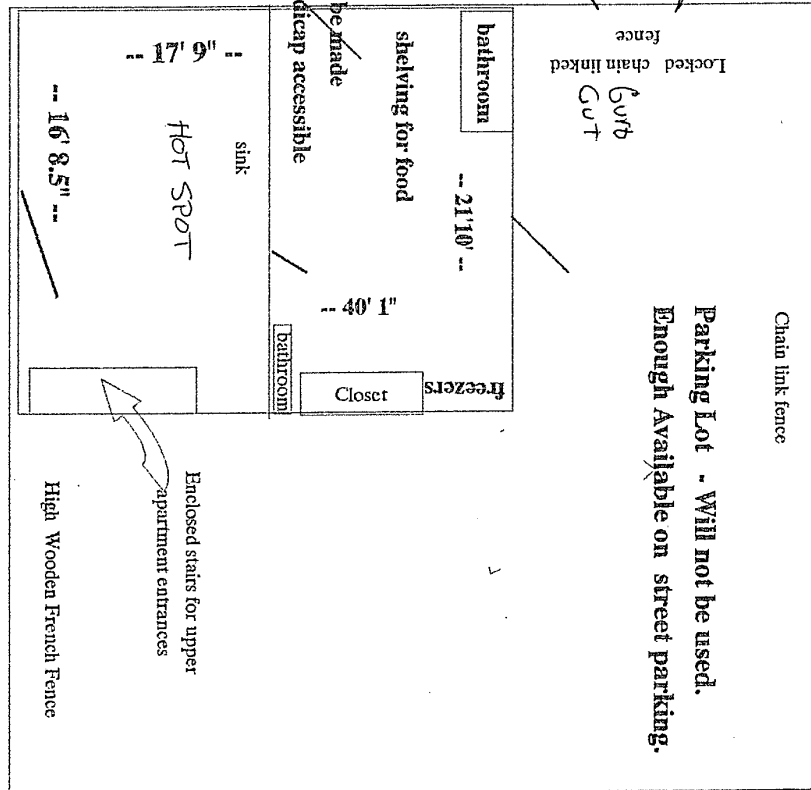 -- 17' 9" --
-- 16' 8.5" --
HOT SPOT
sink
be made
dicap accessible
shelving for food
bathroom
-- 21'10' --
-- 40' 1"
bathroom
Closet
freezers
Locked chain linked
fence
Curb
Cut
Chain link fence
Parking Lot - Will not be used.
Enough Available on street parking.
Enclosed stairs for upper
apartment entrances
High Wooden French Fence